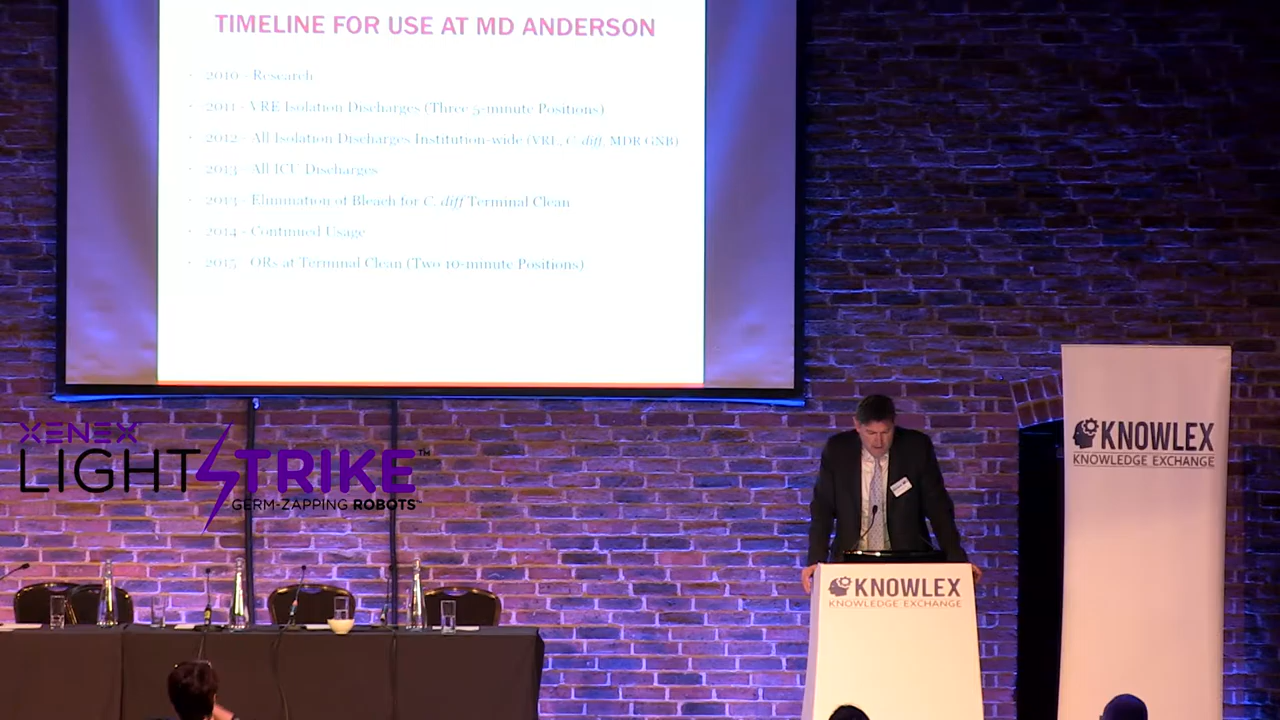 TIMELINE FOR USE AT MD ANDERSON
· 2010 - Research
· 2011 - VRE Isolation Discharges (Three 5-minute Positions)
· 2012 - All Isolation Discharges Institution-wide (VRE, C. diff, MDR GNB)
· 2013 - All ICU Discharges
· 2013 - Elimination of Bleach for C. diff Terminal Clean
· 2014 - Continued Usage
· 2015 - ORs at Terminal Clean (Two 10-minute Positions)
XENEX
LIGHTSTRIKE™
GERM-ZAPPING ROBOTS™
KNOWLEX
KNOWLEDGE EXCHANGE
KNOWLEX
KNOWLEDGE EXCHANGE